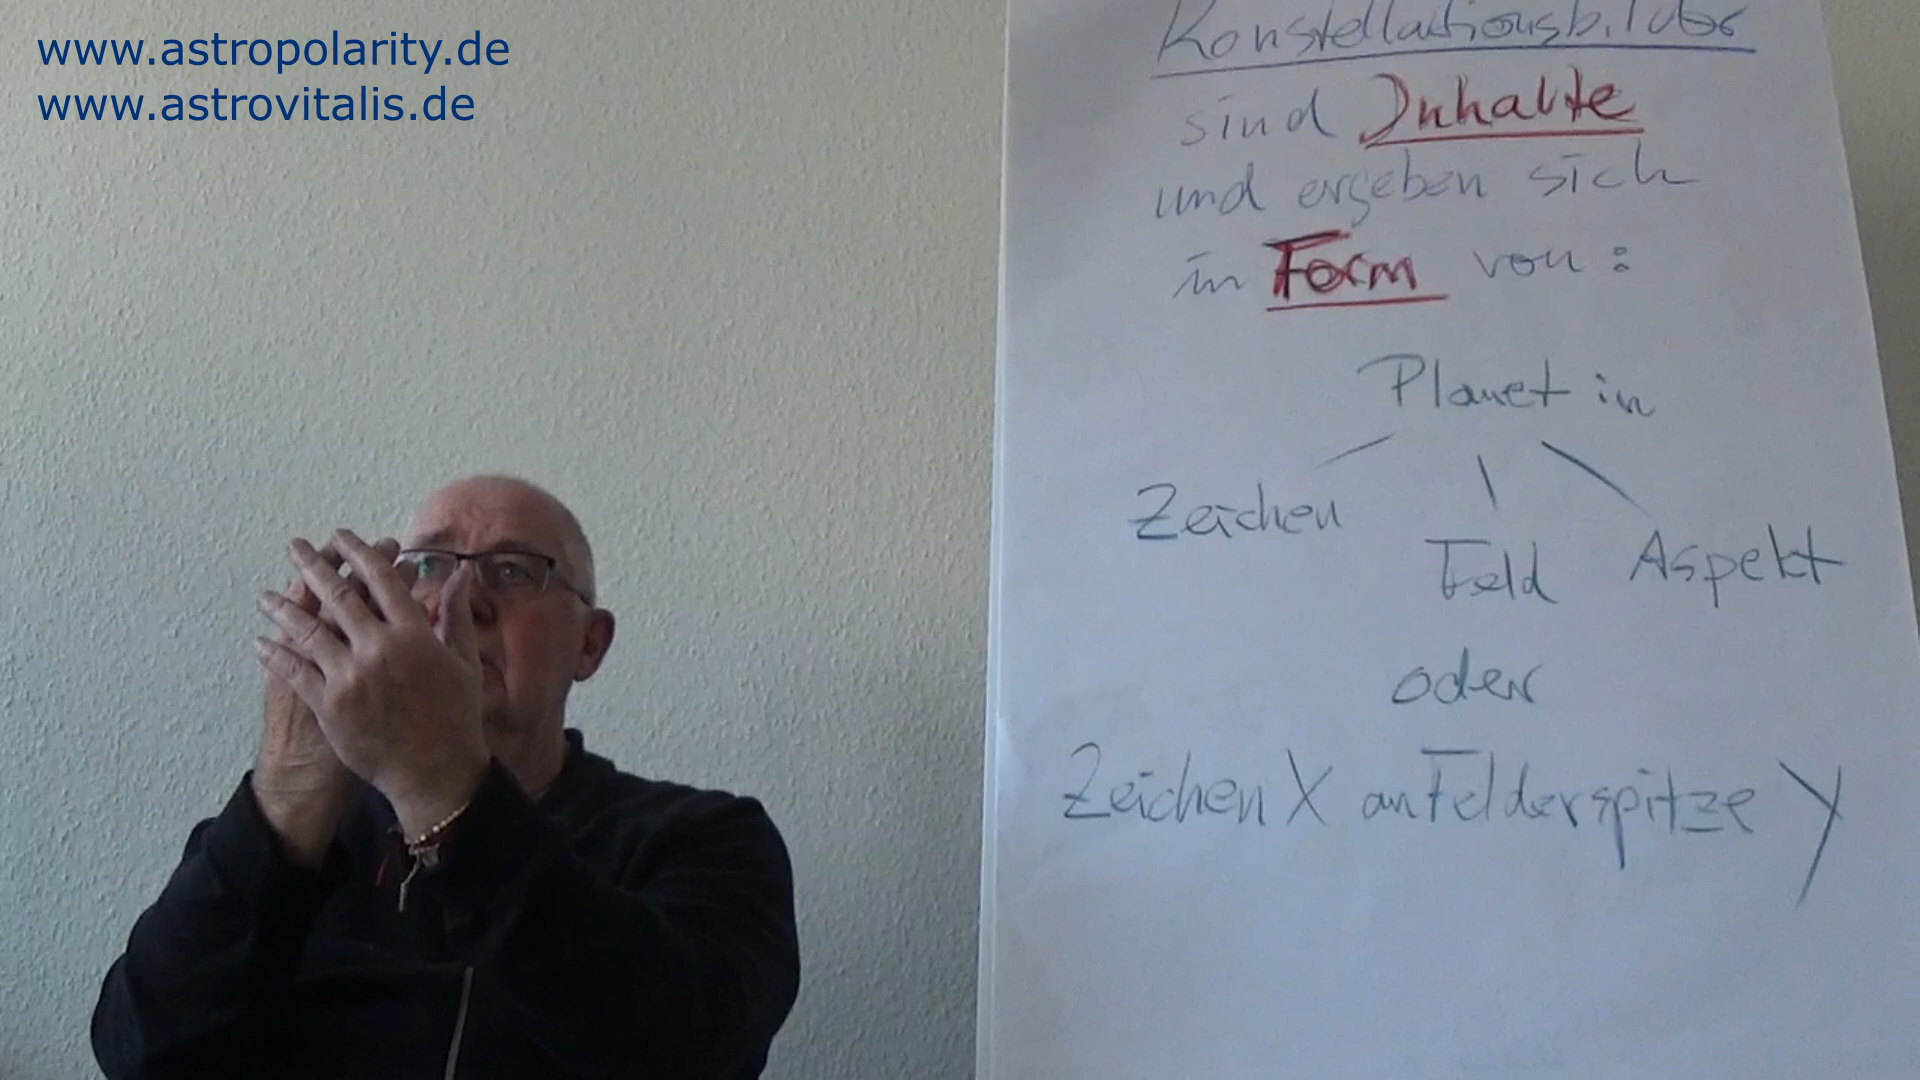 www.astropolarity.de
www.astrovitalis.de
Konstellationsbilder
sind Inhalte
und ergeben sich
in Form von :
Planet in
Zeichen
Feld
Aspekt
oder
Zeichen X an Felderspitze Y